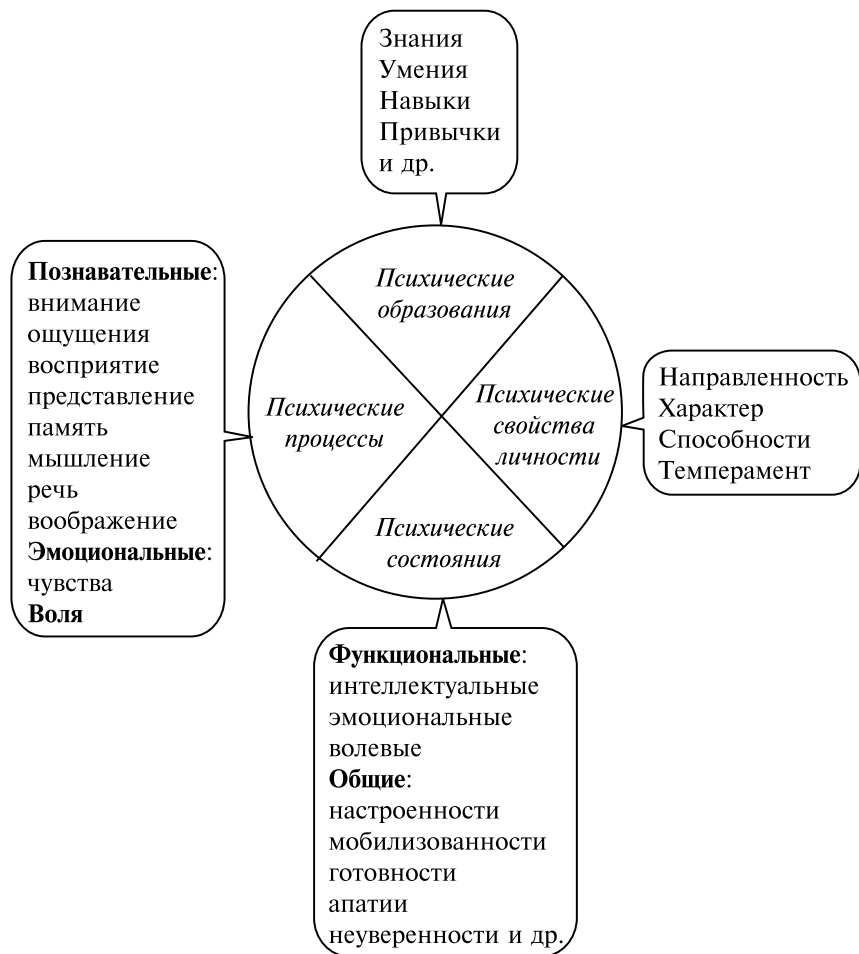 Знания
Умения
Навыки
Привычки
и др.
Психические
образования
Познавательные:
внимание
ощущения
восприятие
представление
память
мышление
речь
воображение
Эмоциональные:
чувства
Воля
Психические
процессы
Психические
свойства
личности
Направленность
Характер
Способности
Темперамент
Психические
состояния
Функциональные:
интеллектуальные
эмоциональные
волевые
Общие:
настроенности
мобилизованности
готовности
апатии
неуверенности и др.